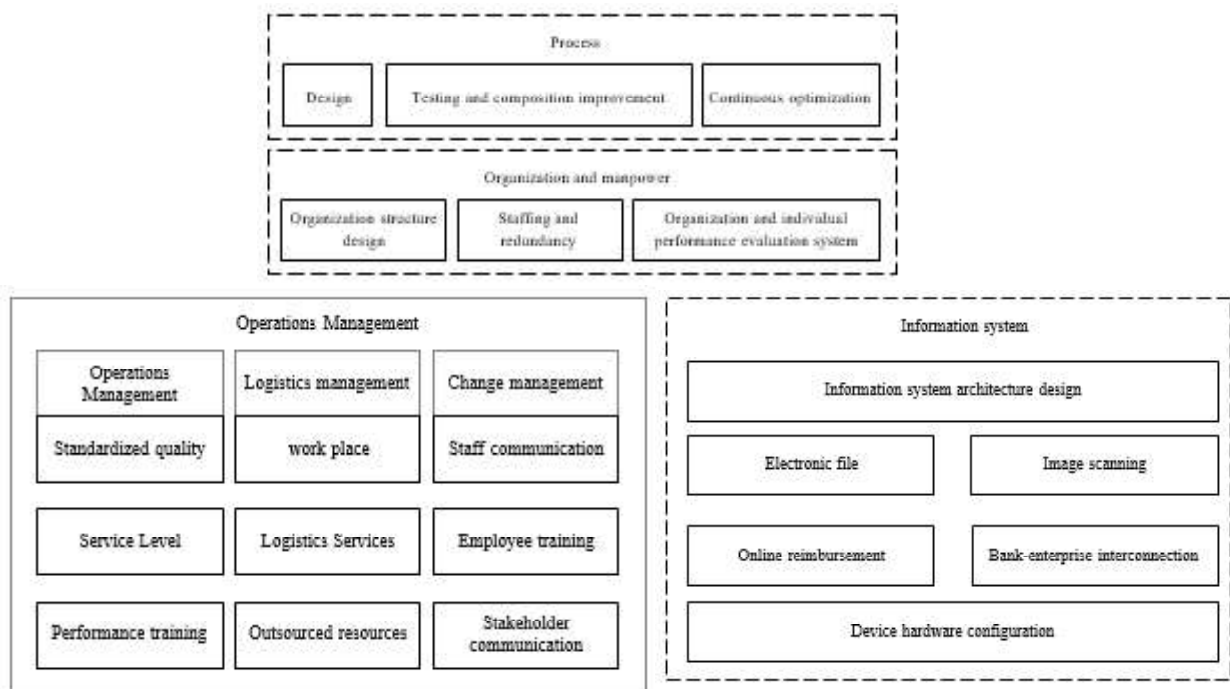 Process
Design
Testing and composition improvement
Continuous optimization
Organization and manpower
Organization structure
design
Staffing and
redundancy
Organization and individual
performance evaluation system
Operations Management
Operations
Management
Logistics management
Change management
Standardized quality
work place
Staff communication
Service Level
Logistics Services
Employee training
Performance training
Outsourced resources
Stakeholder
communication
Information system
Information system architecture design
Electronic file
Image scanning
Online reimbursement
Bank-enterprise interconnection
Device hardware configuration